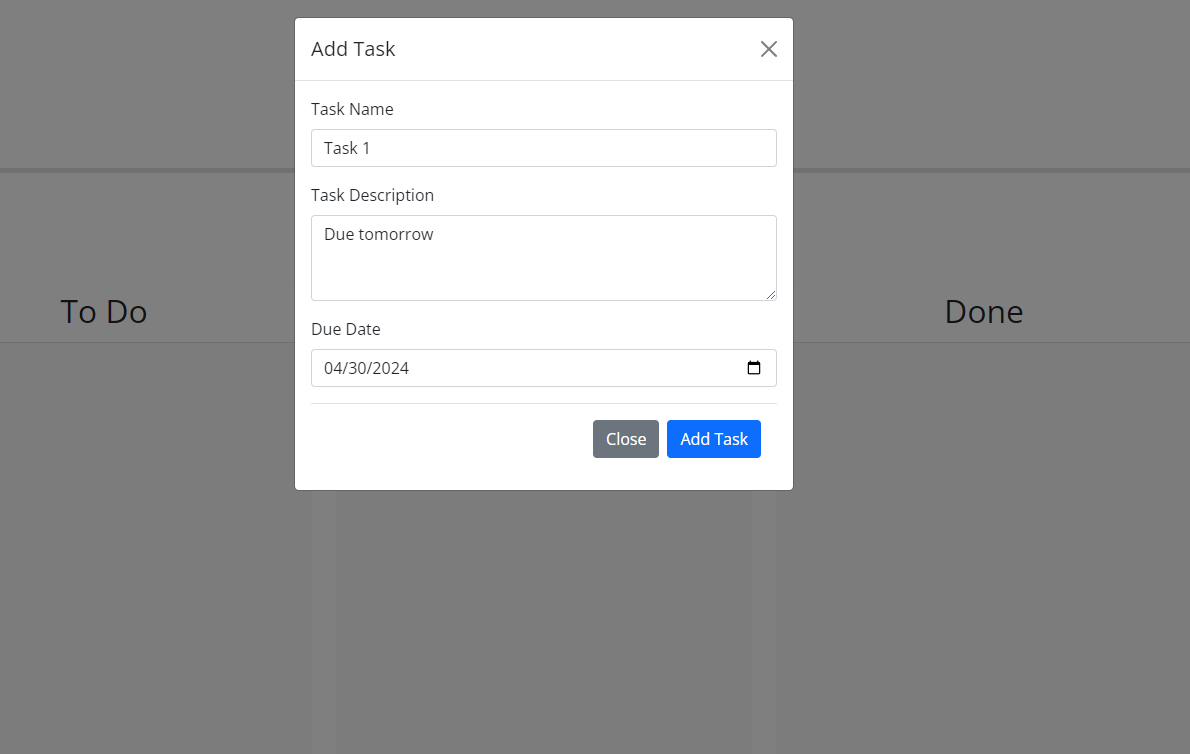 Add Task
Task Name
Task 1
Task Description
Due tomorrow
To Do
Done
Due Date
04/30/2024
Close
Add Task